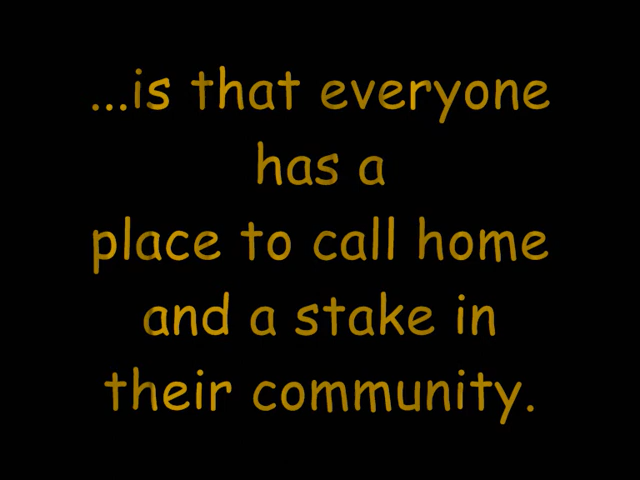 ...is that everyone
has a
place to call home
and a stake in
their community.